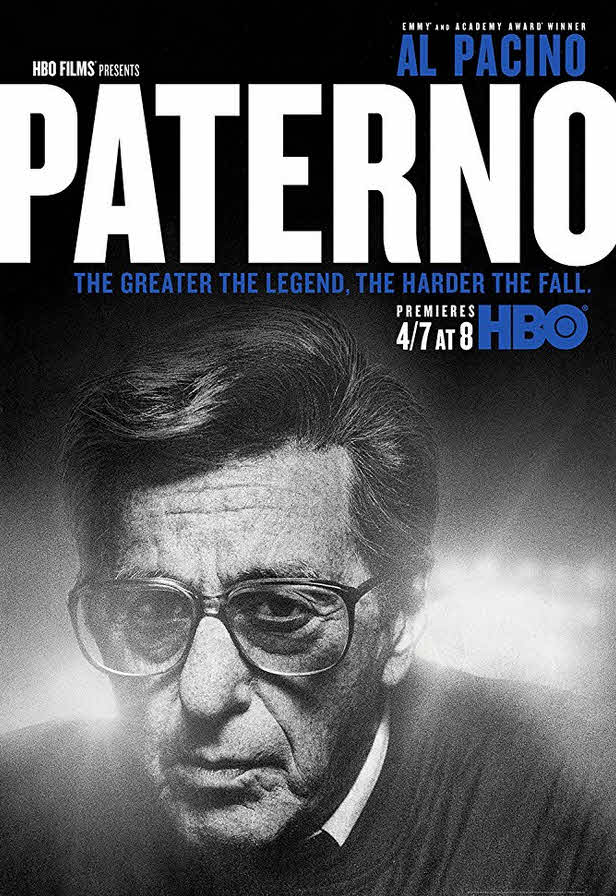 EMMY® AND ACADEMY AWARD® WINNER
AL PACINO
HBO FILMS® PRESENTS
PATERNO
THE GREATER THE LEGEND, THE HARDER THE FALL.
PREMIERES
4/7 AT 8 HBO®